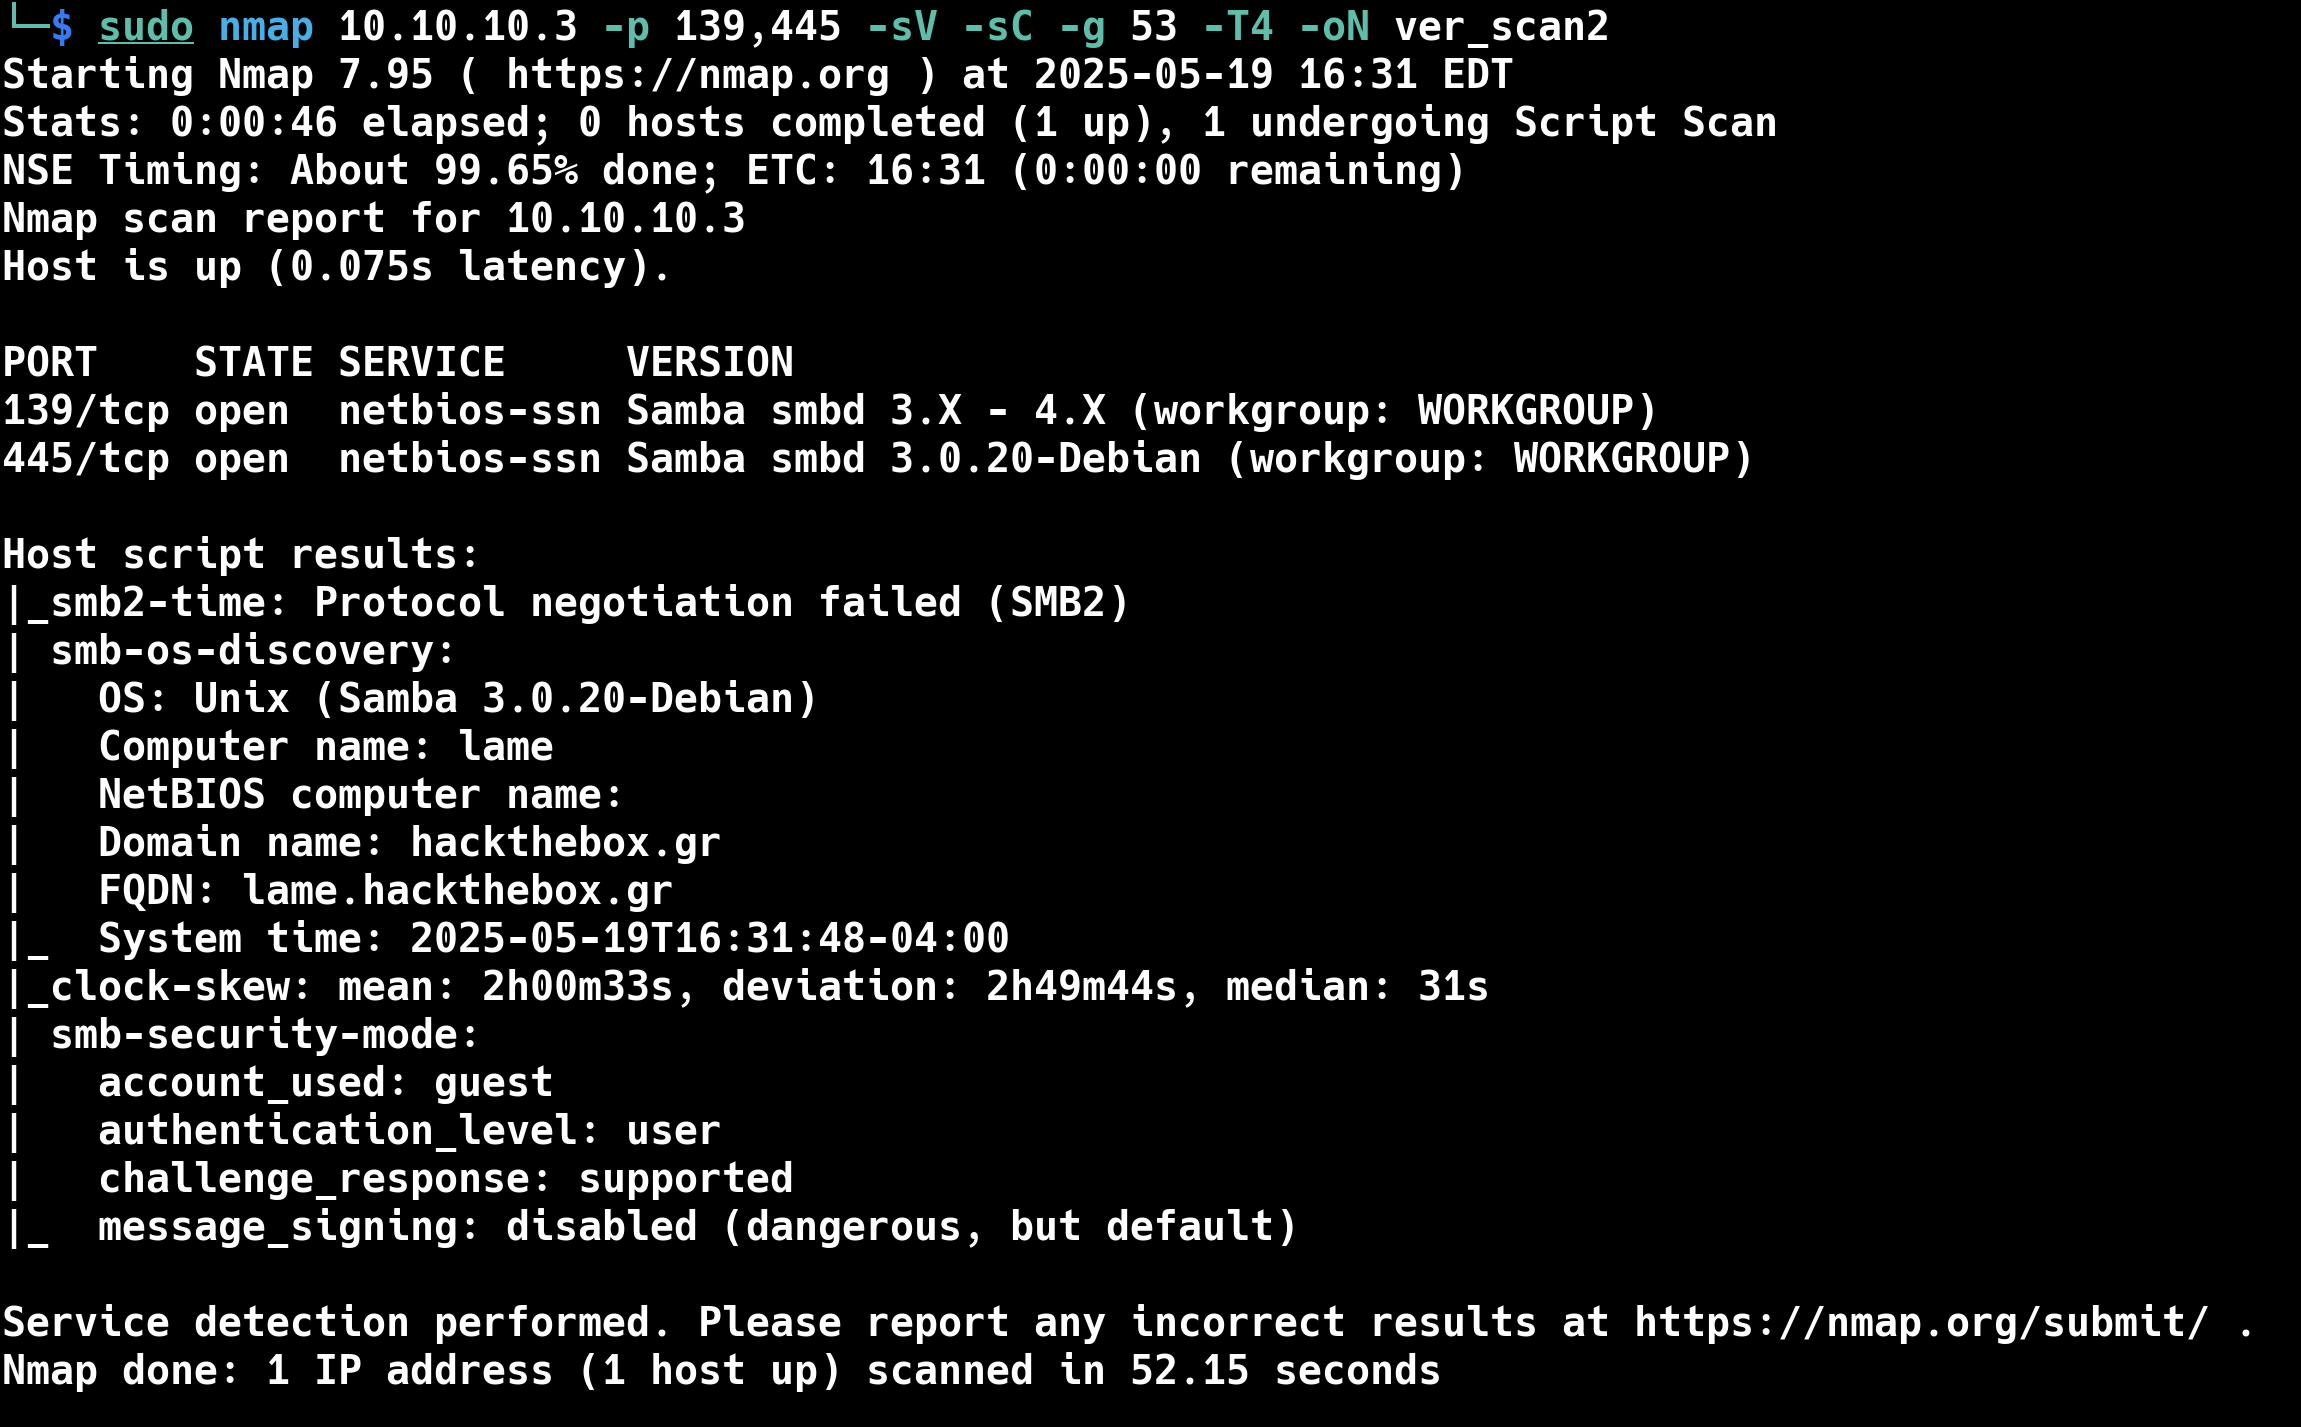 └─$ sudo nmap 10.10.10.3 -p 139,445 -sV -sC -g 53 -T4 -oN ver_scan2
Starting Nmap 7.95 ( https://nmap.org ) at 2025-05-19 16:31 EDT
Stats: 0:00:46 elapsed; 0 hosts completed (1 up), 1 undergoing Script Scan
NSE Timing: About 99.65% done; ETC: 16:31 (0:00:00 remaining)
Nmap scan report for 10.10.10.3
Host is up (0.075s latency).

PORT    STATE SERVICE     VERSION
139/tcp open  netbios-ssn Samba smbd 3.X - 4.X (workgroup: WORKGROUP)
445/tcp open  netbios-ssn Samba smbd 3.0.20-Debian (workgroup: WORKGROUP)

Host script results:
|_smb2-time: Protocol negotiation failed (SMB2)
| smb-os-discovery:
|   OS: Unix (Samba 3.0.20-Debian)
|   Computer name: lame
|   NetBIOS computer name:
|   Domain name: hackthebox.gr
|   FQDN: lame.hackthebox.gr
|_  System time: 2025-05-19T16:31:48-04:00
|_clock-skew: mean: 2h00m33s, deviation: 2h49m44s, median: 31s
| smb-security-mode:
|   account_used: guest
|   authentication_level: user
|   challenge_response: supported
|_  message_signing: disabled (dangerous, but default)

Service detection performed. Please report any incorrect results at https://nmap.org/submit/ .
Nmap done: 1 IP address (1 host up) scanned in 52.15 seconds